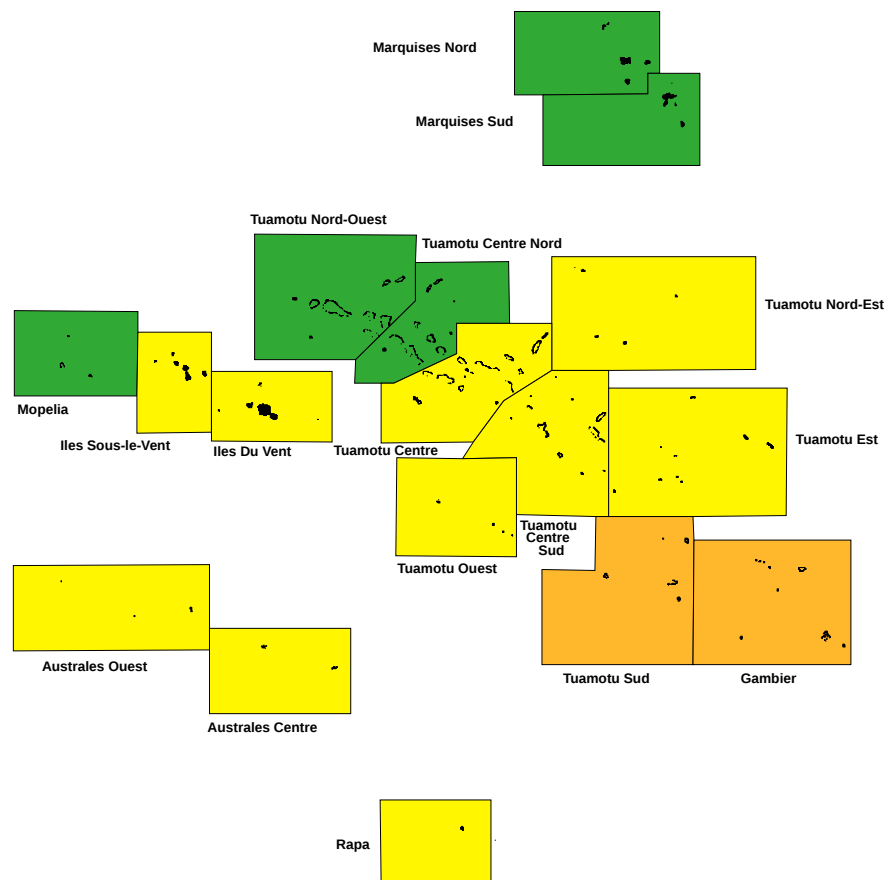 Marquises Nord
Marquises Sud
Tuamotu Nord-Ouest
Tuamotu Centre Nord
Tuamotu Nord-Est
Mopelia
Iles Sous-le-Vent
Iles Du Vent
Tuamotu Centre
Tuamotu Est
Tuamotu
Centre
Sud
Tuamotu Ouest
Australes Ouest
Tuamotu Sud
Gambier
Australes Centre
Rapa